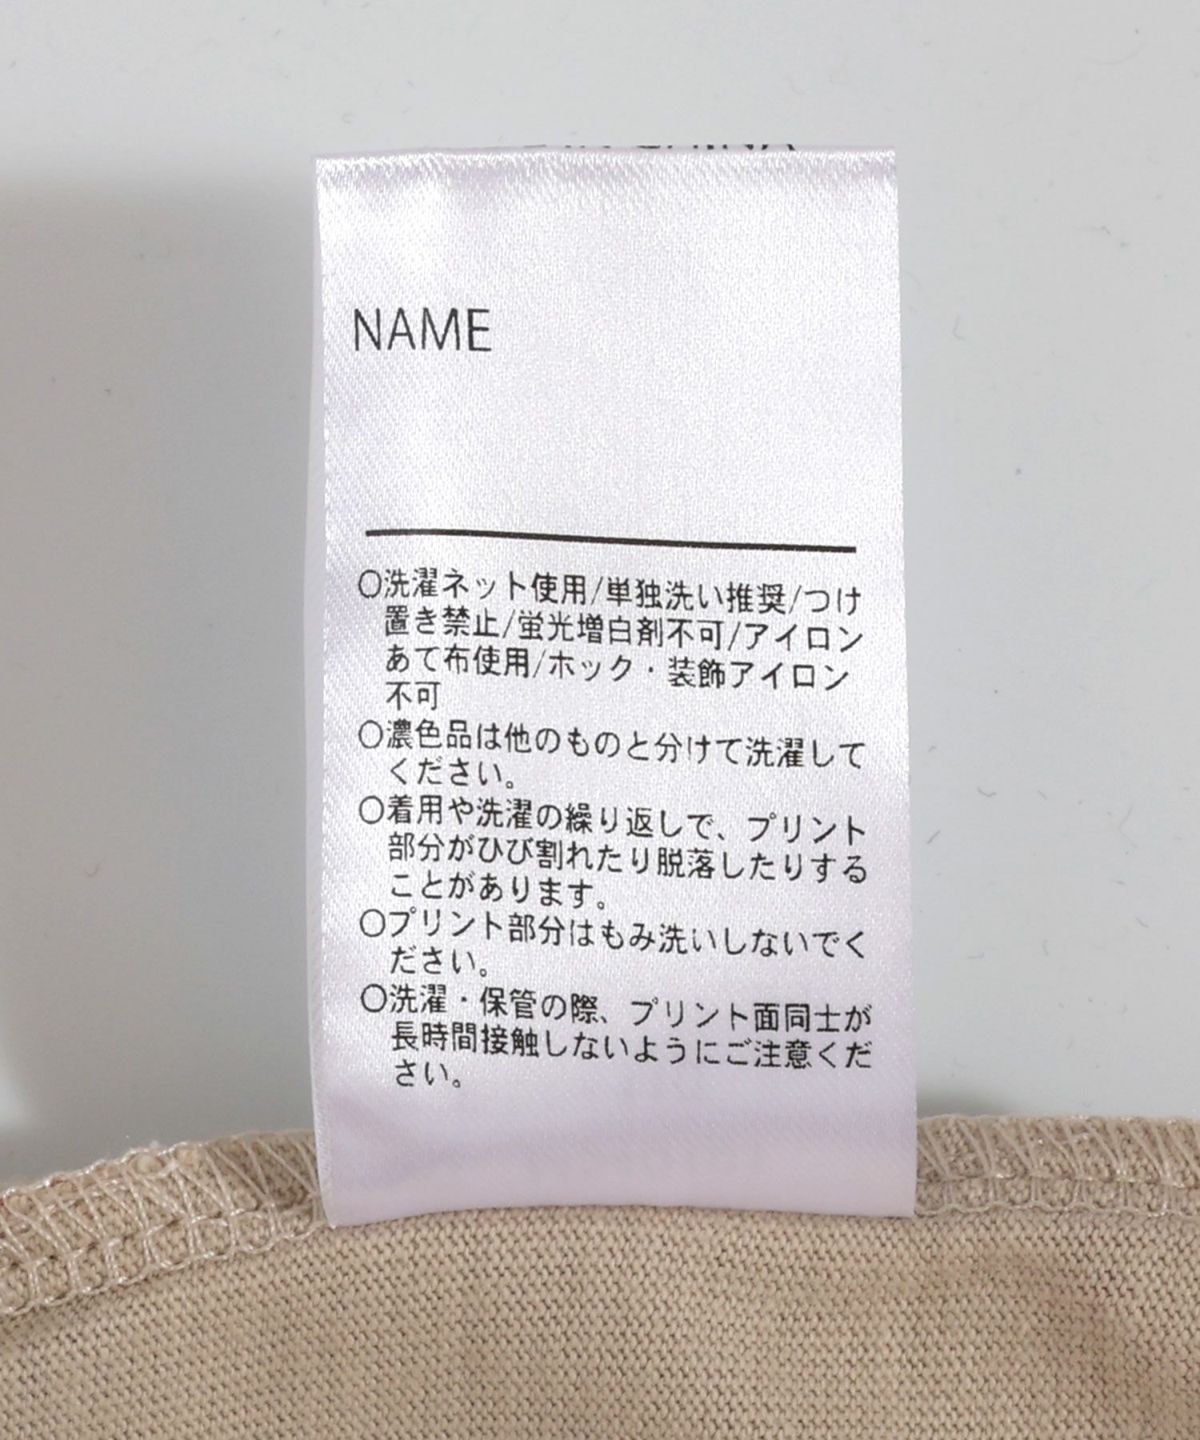 NAME
〇洗濯ネット使用/単独洗い推奨/つけ
置き禁止/蛍光増白剤不可/アイロン
あて布使用/ホック・装飾アイロン
不可
〇濃色品は他のものと分けて洗濯して
ください。
〇着用や洗濯の繰り返しで、プリント
部分がひび割れたり脱落したりする
ことがあります。
〇プリント部分はもみ洗いしないでく
ださい。
〇洗濯・保管の際、プリント面同士が
長時間接触しないようにご注意くだ
さい。